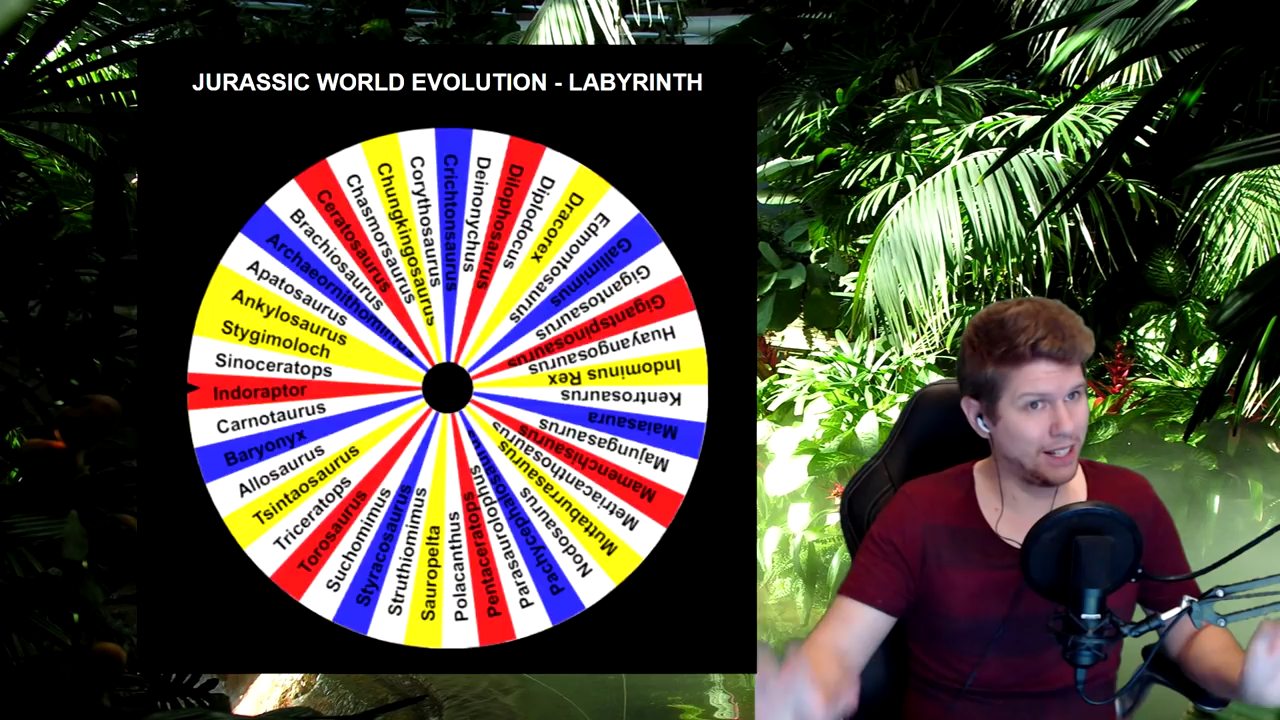 JURASSIC WORLD EVOLUTION - LABYRINTH
Crichtonsaurus
Deinonychus
Dilophosaurus
Diplodocus
Dracorex
Edmontosaurus
Gallimimus
Gigantosaurus
Gigantspinosaurus
Huayangosaurus
Indominus Rex
Kentrosaurus
Maiasaura
Majungasaurus
Mamenchisaurus
Metriacanthosaurus
Muttaburrasaurus
Nodosaurus
Pachycephalosaurus
Parasaurolophus
Pentaceratops
Polacanthus
Sauropelta
Struthiomimus
Styracosaurus
Suchomimus
Torosaurus
Triceratops
Tsintaosaurus
Allosaurus
Baryonyx
Carnotaurus
Indoraptor
Sinoceratops
Stygimoloch
Ankylosaurus
Apatosaurus
Archaeornithomimus
Brachiosaurus
Ceratosaurus
Chasmorsaurus
Chungkingosaurus
Corythosaurus